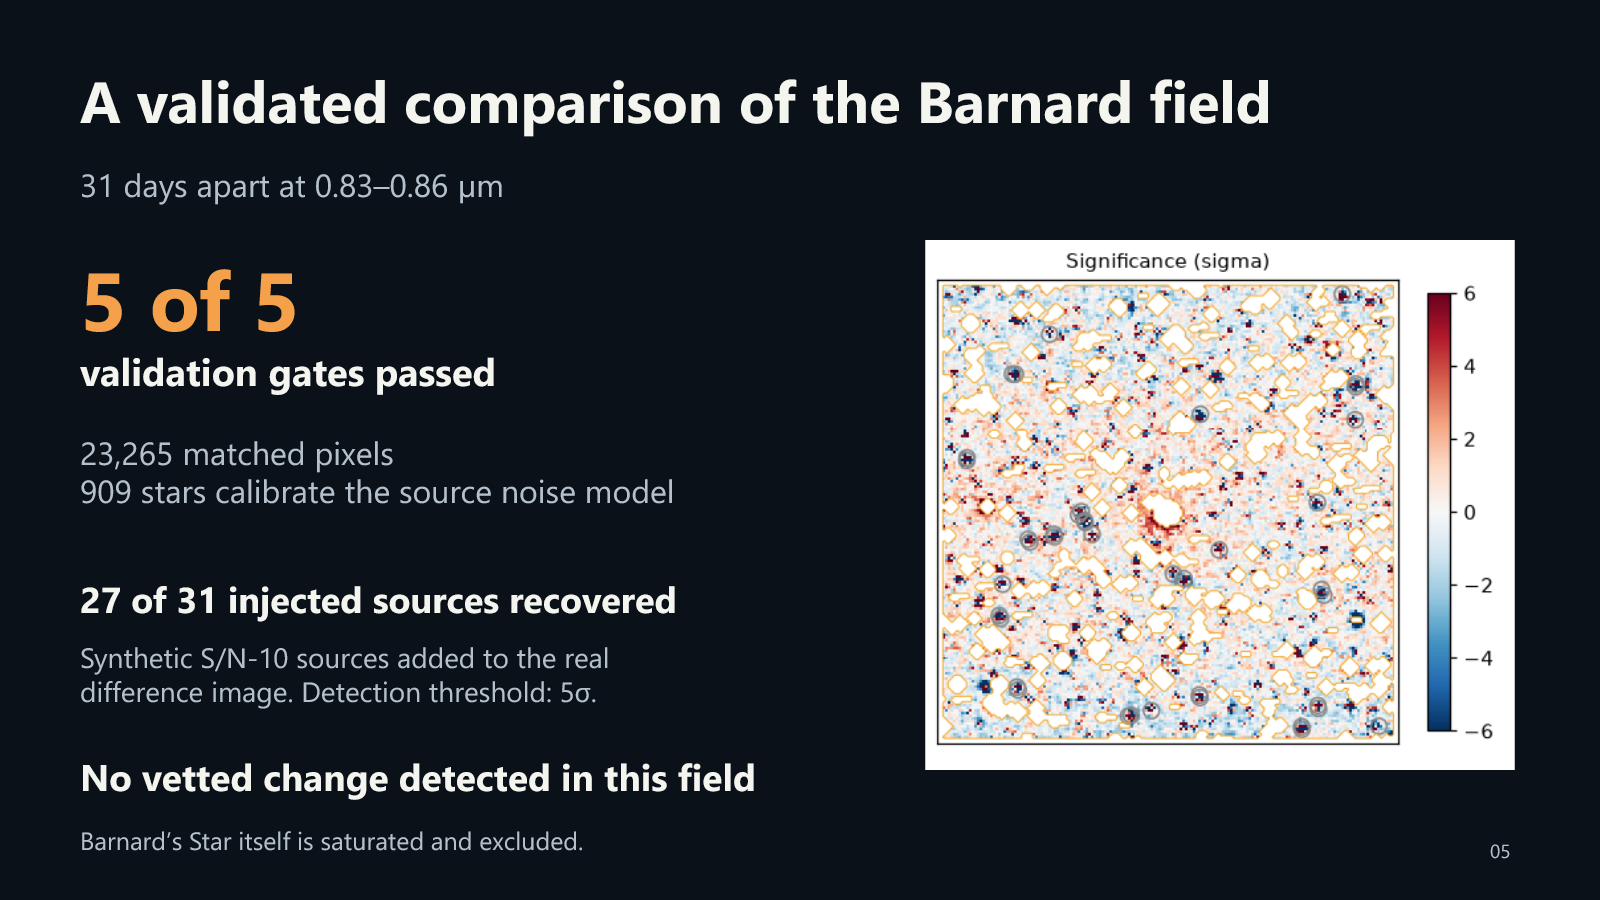 A validated comparison of the Barnard field
31 days apart at 0.83–0.86 µm
5 of 5
validation gates passed
23,265 matched pixels
909 stars calibrate the source noise model
27 of 31 injected sources recovered
Synthetic S/N-10 sources added to the real
difference image. Detection threshold: 5σ.
No vetted change detected in this field
Barnard’s Star itself is saturated and excluded.
Significance (sigma)
6
4
2
0
−2
−4
−6
05